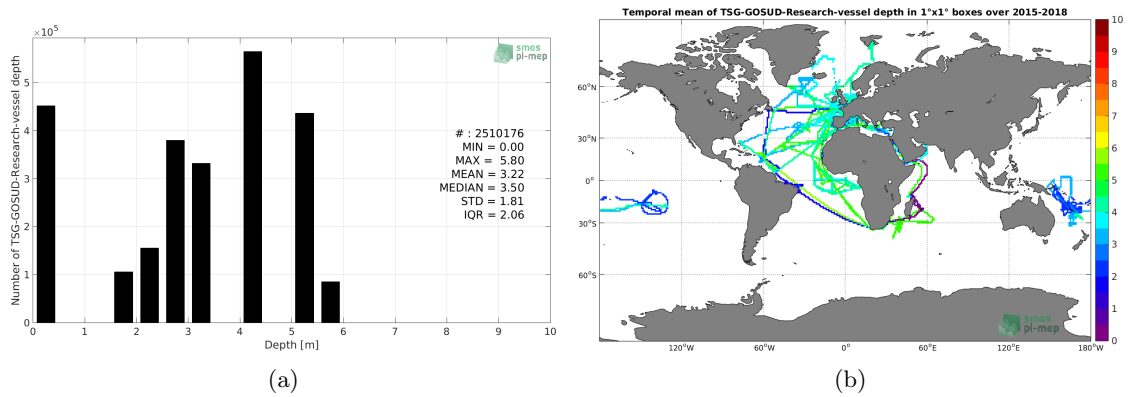 ×10⁵
smos
pi-mep
Number of TSG-GOSUD-Research-vessel depth
5
4
3
2
1
0
# : 2510176
MIN = 0.00
MAX = 5.80
MEAN = 3.22
MEDIAN = 3.50
STD = 1.81
IQR = 2.06
0 1 2 3 4 5 6 7 8 9 10
Depth [m]
(a)
Temporal mean of TSG-GOSUD-Research-vessel depth in 1°x1° boxes over 2015-2018
60°N
30°N
0°
30°S
60°S
120°W 60°W 0° 60°E 120°E 180°W
smos
pi-mep
10
9
8
7
6
5
4
3
2
1
0
(b)